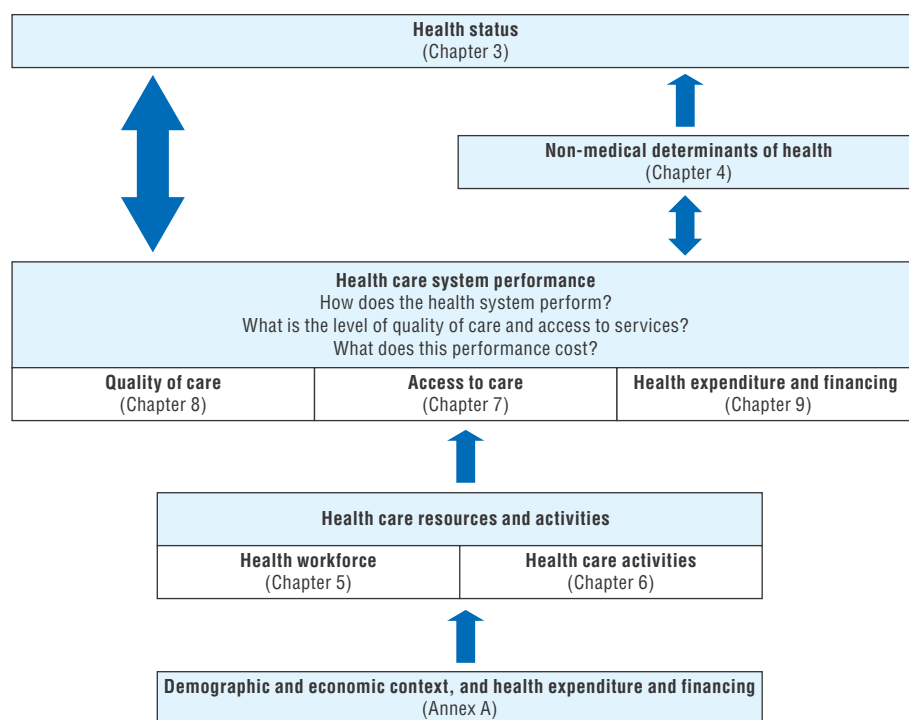 Health status
(Chapter 3)
Non-medical determinants of health
(Chapter 4)
Health care system performance
How does the health system perform?
What is the level of quality of care and access to services?
What does this performance cost?
Quality of care
(Chapter 8)
Access to care
(Chapter 7)
Health expenditure and financing
(Chapter 9)
Health care resources and activities
Health workforce
(Chapter 5)
Health care activities
(Chapter 6)
Demographic and economic context, and health expenditure and financing
(Annex A)